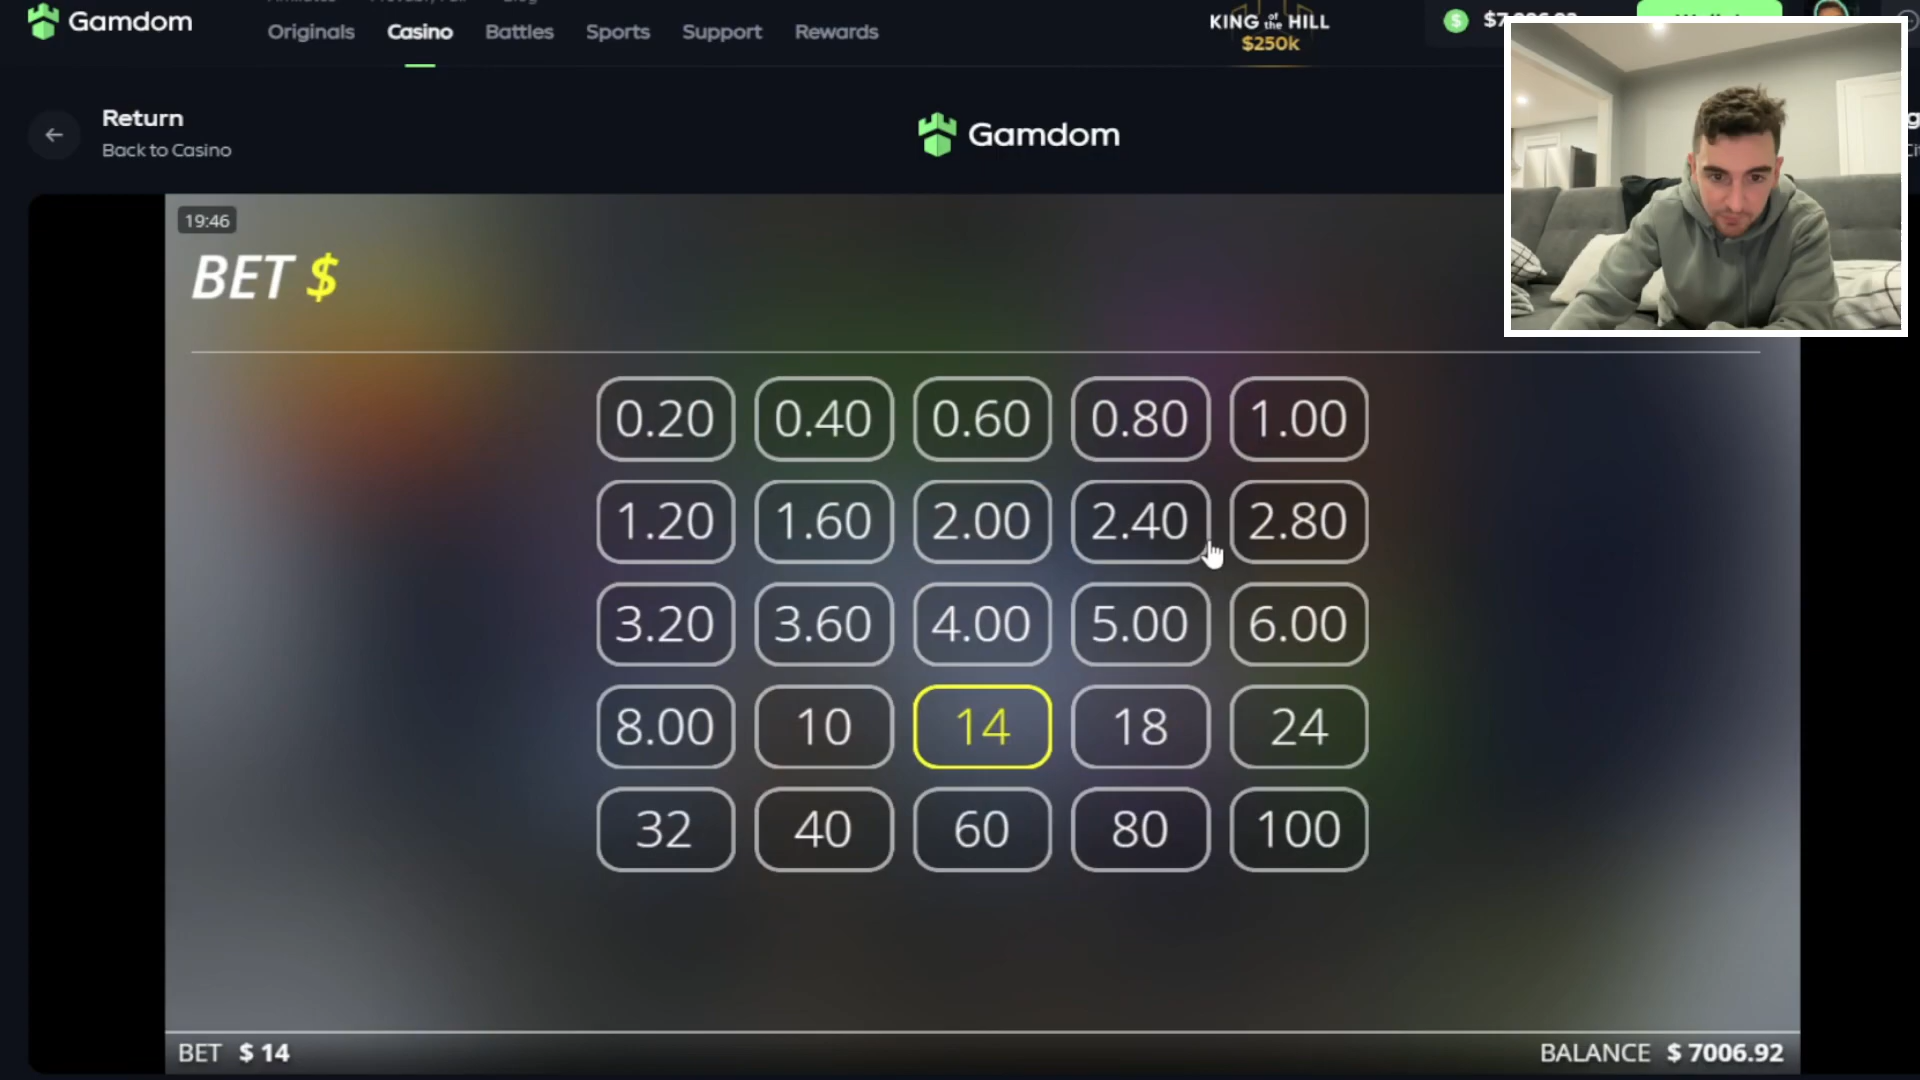 Gamdom
Originals
Casino
Battles
Sports
Support
Rewards
KING of the HILL
$250k
Return
Back to Casino
Gamdom
19:46
BET $
0.20 0.40 0.60 0.80 1.00
1.20 1.60 2.00 2.40 2.80
3.20 3.60 4.00 5.00 6.00
8.00 10 14 18 24
32 40 60 80 100
BET $ 14
BALANCE $ 7006.92